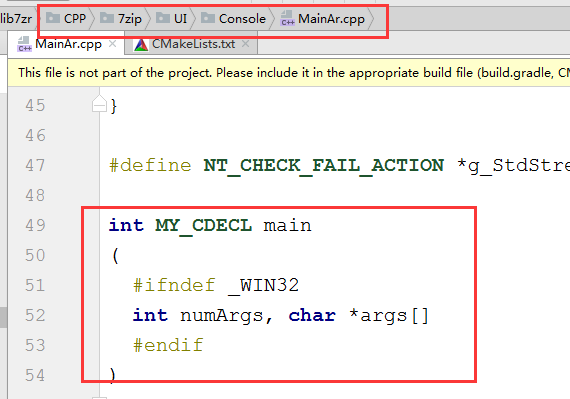 lib7zr CPP 7zip UI Console MainAr.cpp
MainAr.cpp × CMakeLists.txt ×
This file is not part of the project. Please include it in the appropriate build file (build.gradle, CM
45 }
46
47 #define NT_CHECK_FAIL_ACTION *g_StdStre
48
49 int MY_CDECL main
50 (
51 #ifndef _WIN32
52 int numArgs, char *args[]
53 #endif
54 )